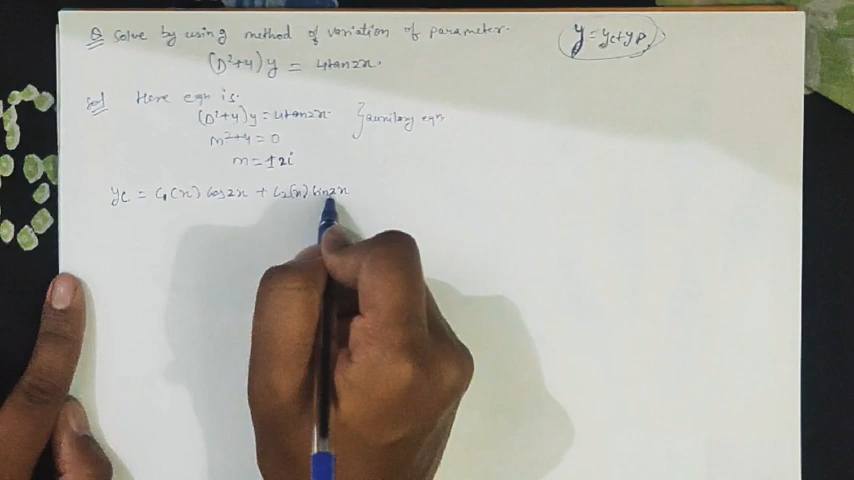 Q Solve by using method of variation of parameter.
y = yc+yp
(D²+4) y = 4tan2x.
Sol Here eqn is.
(D²+4) y = 4tan2x.
m²+4 = 0
m = ±2i
}auxilary eqn
yc = C₁(x) Cos2x + C₂(x) Sin2x